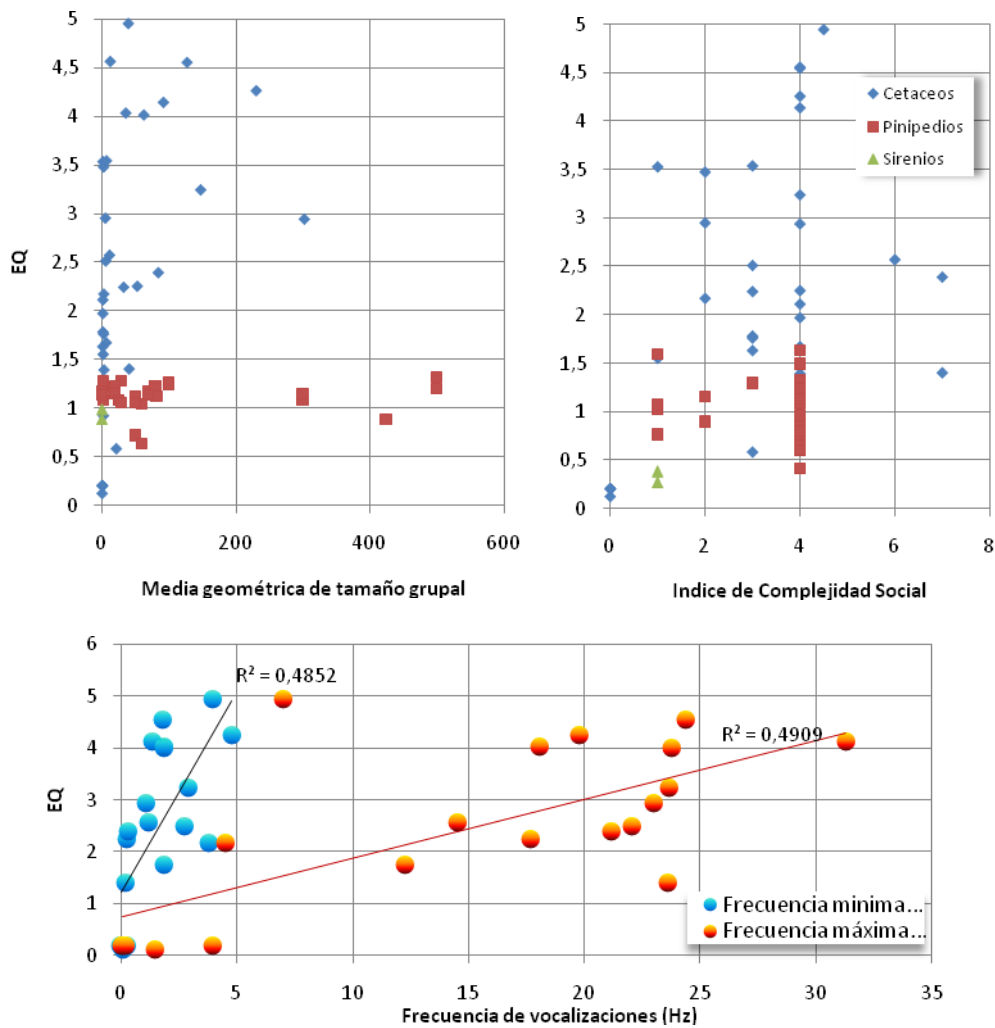 5
4,5
4
3,5
3
2,5
2
1,5
1
0,5
0
EQ
0 200 400 600
Media geométrica de tamaño grupal
5
4,5
4
3,5
3
2,5
2
1,5
1
0,5
0
Cetaceos
Pinipedios
Sirenios
0 2 4 6 8
Indice de Complejidad Social
6
5
4
3
2
1
0
EQ
R² = 0,4852
R² = 0,4909
Frecuencia minima...
Frecuencia máxima...
0 5 10 15 20 25 30 35
Frecuencia de vocalizaciones (Hz)